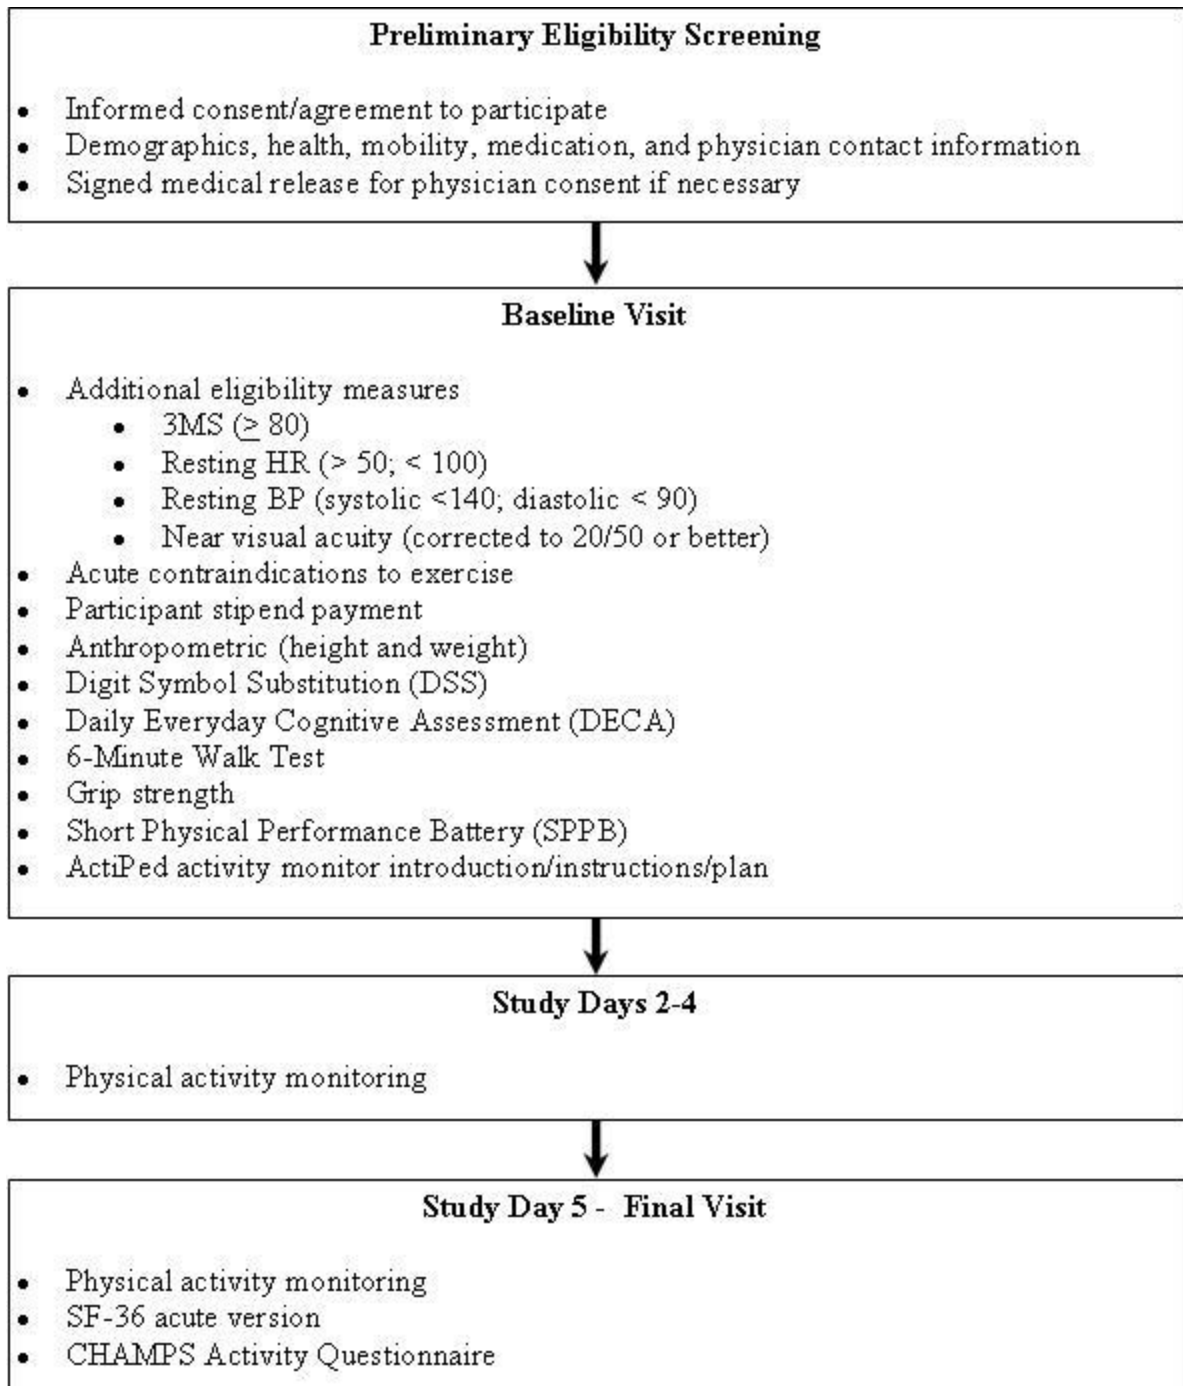 Preliminary Eligibility Screening
• Informed consent/agreement to participate
• Demographics, health, mobility, medication, and physician contact information
• Signed medical release for physician consent if necessary
Baseline Visit
• Additional eligibility measures
• 3MS (≥ 80)
• Resting HR (> 50; < 100)
• Resting BP (systolic <140; diastolic < 90)
• Near visual acuity (corrected to 20/50 or better)
• Acute contraindications to exercise
• Participant stipend payment
• Anthropometric (height and weight)
• Digit Symbol Substitution (DSS)
• Daily Everyday Cognitive Assessment (DECA)
• 6-Minute Walk Test
• Grip strength
• Short Physical Performance Battery (SPPB)
• ActiPed activity monitor introduction/instructions/plan
Study Days 2-4
• Physical activity monitoring
Study Day 5 - Final Visit
• Physical activity monitoring
• SF-36 acute version
• CHAMPS Activity Questionnaire